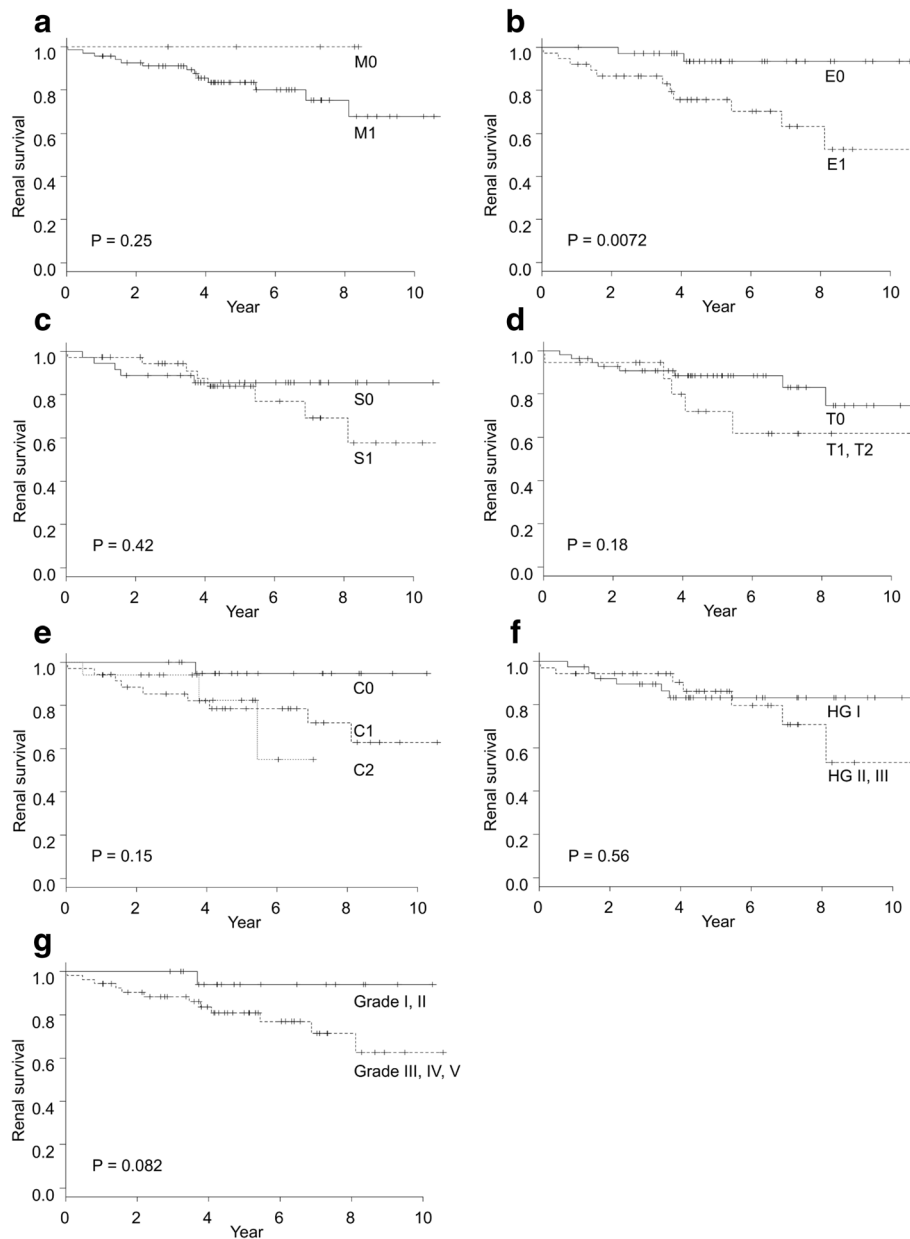 a
Renal survival
1.0
0.8
0.6
0.4
0.2
0.0
M0
M1
P = 0.25
0 2 4 6 8 10
Year
b
Renal survival
1.0
0.8
0.6
0.4
0.2
0.0
E0
E1
P = 0.0072
0 2 4 6 8 10
Year
c
Renal survival
1.0
0.8
0.6
0.4
0.2
0.0
S0
S1
P = 0.42
0 2 4 6 8 10
Year
d
Renal survival
1.0
0.8
0.6
0.4
0.2
0.0
T0
T1, T2
P = 0.18
0 2 4 6 8 10
Year
e
Renal survival
1.0
0.8
0.6
0.4
0.2
0.0
C0
C1
C2
P = 0.15
0 2 4 6 8 10
Year
f
Renal survival
1.0
0.8
0.6
0.4
0.2
0.0
HG I
HG II, III
P = 0.56
0 2 4 6 8 10
Year
g
Renal survival
1.0
0.8
0.6
0.4
0.2
0.0
Grade I, II
Grade III, IV, V
P = 0.082
0 2 4 6 8 10
Year